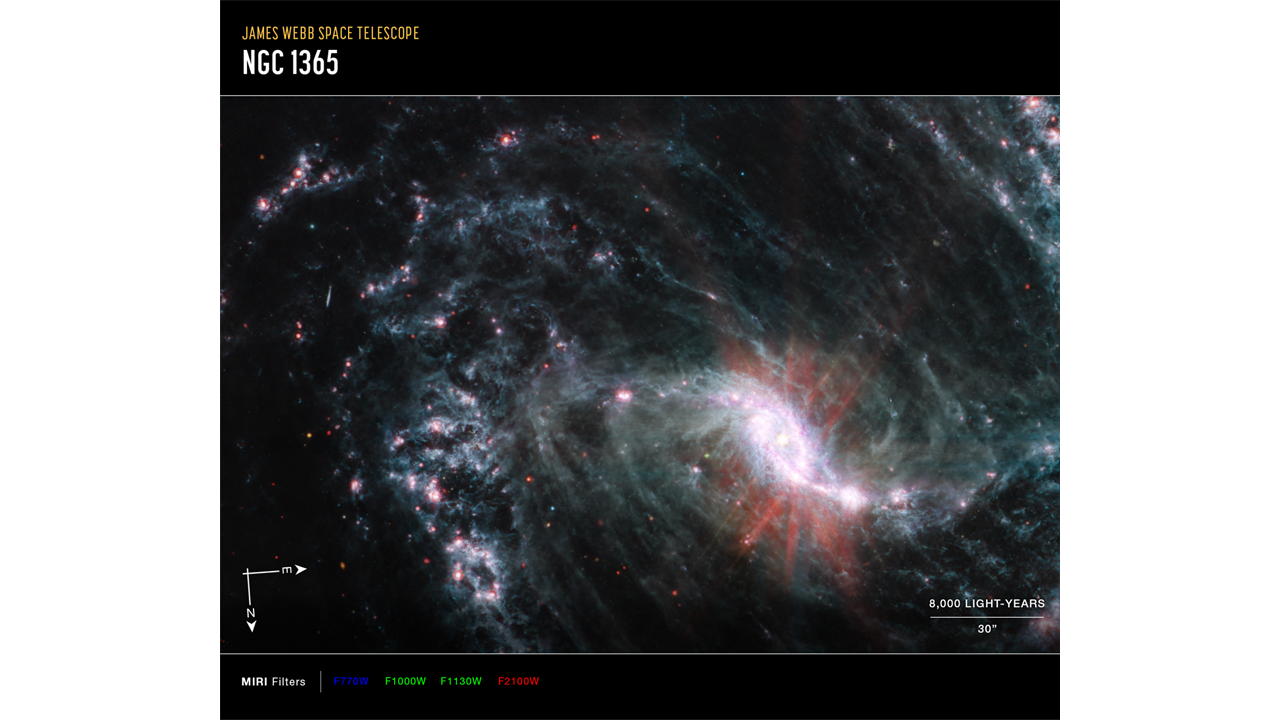 JAMES WEBB SPACE TELESCOPE
NGC 1365
E
N
8,000 LIGHT-YEARS
30”
MIRI Filters F770W F1000W F1130W F2100W